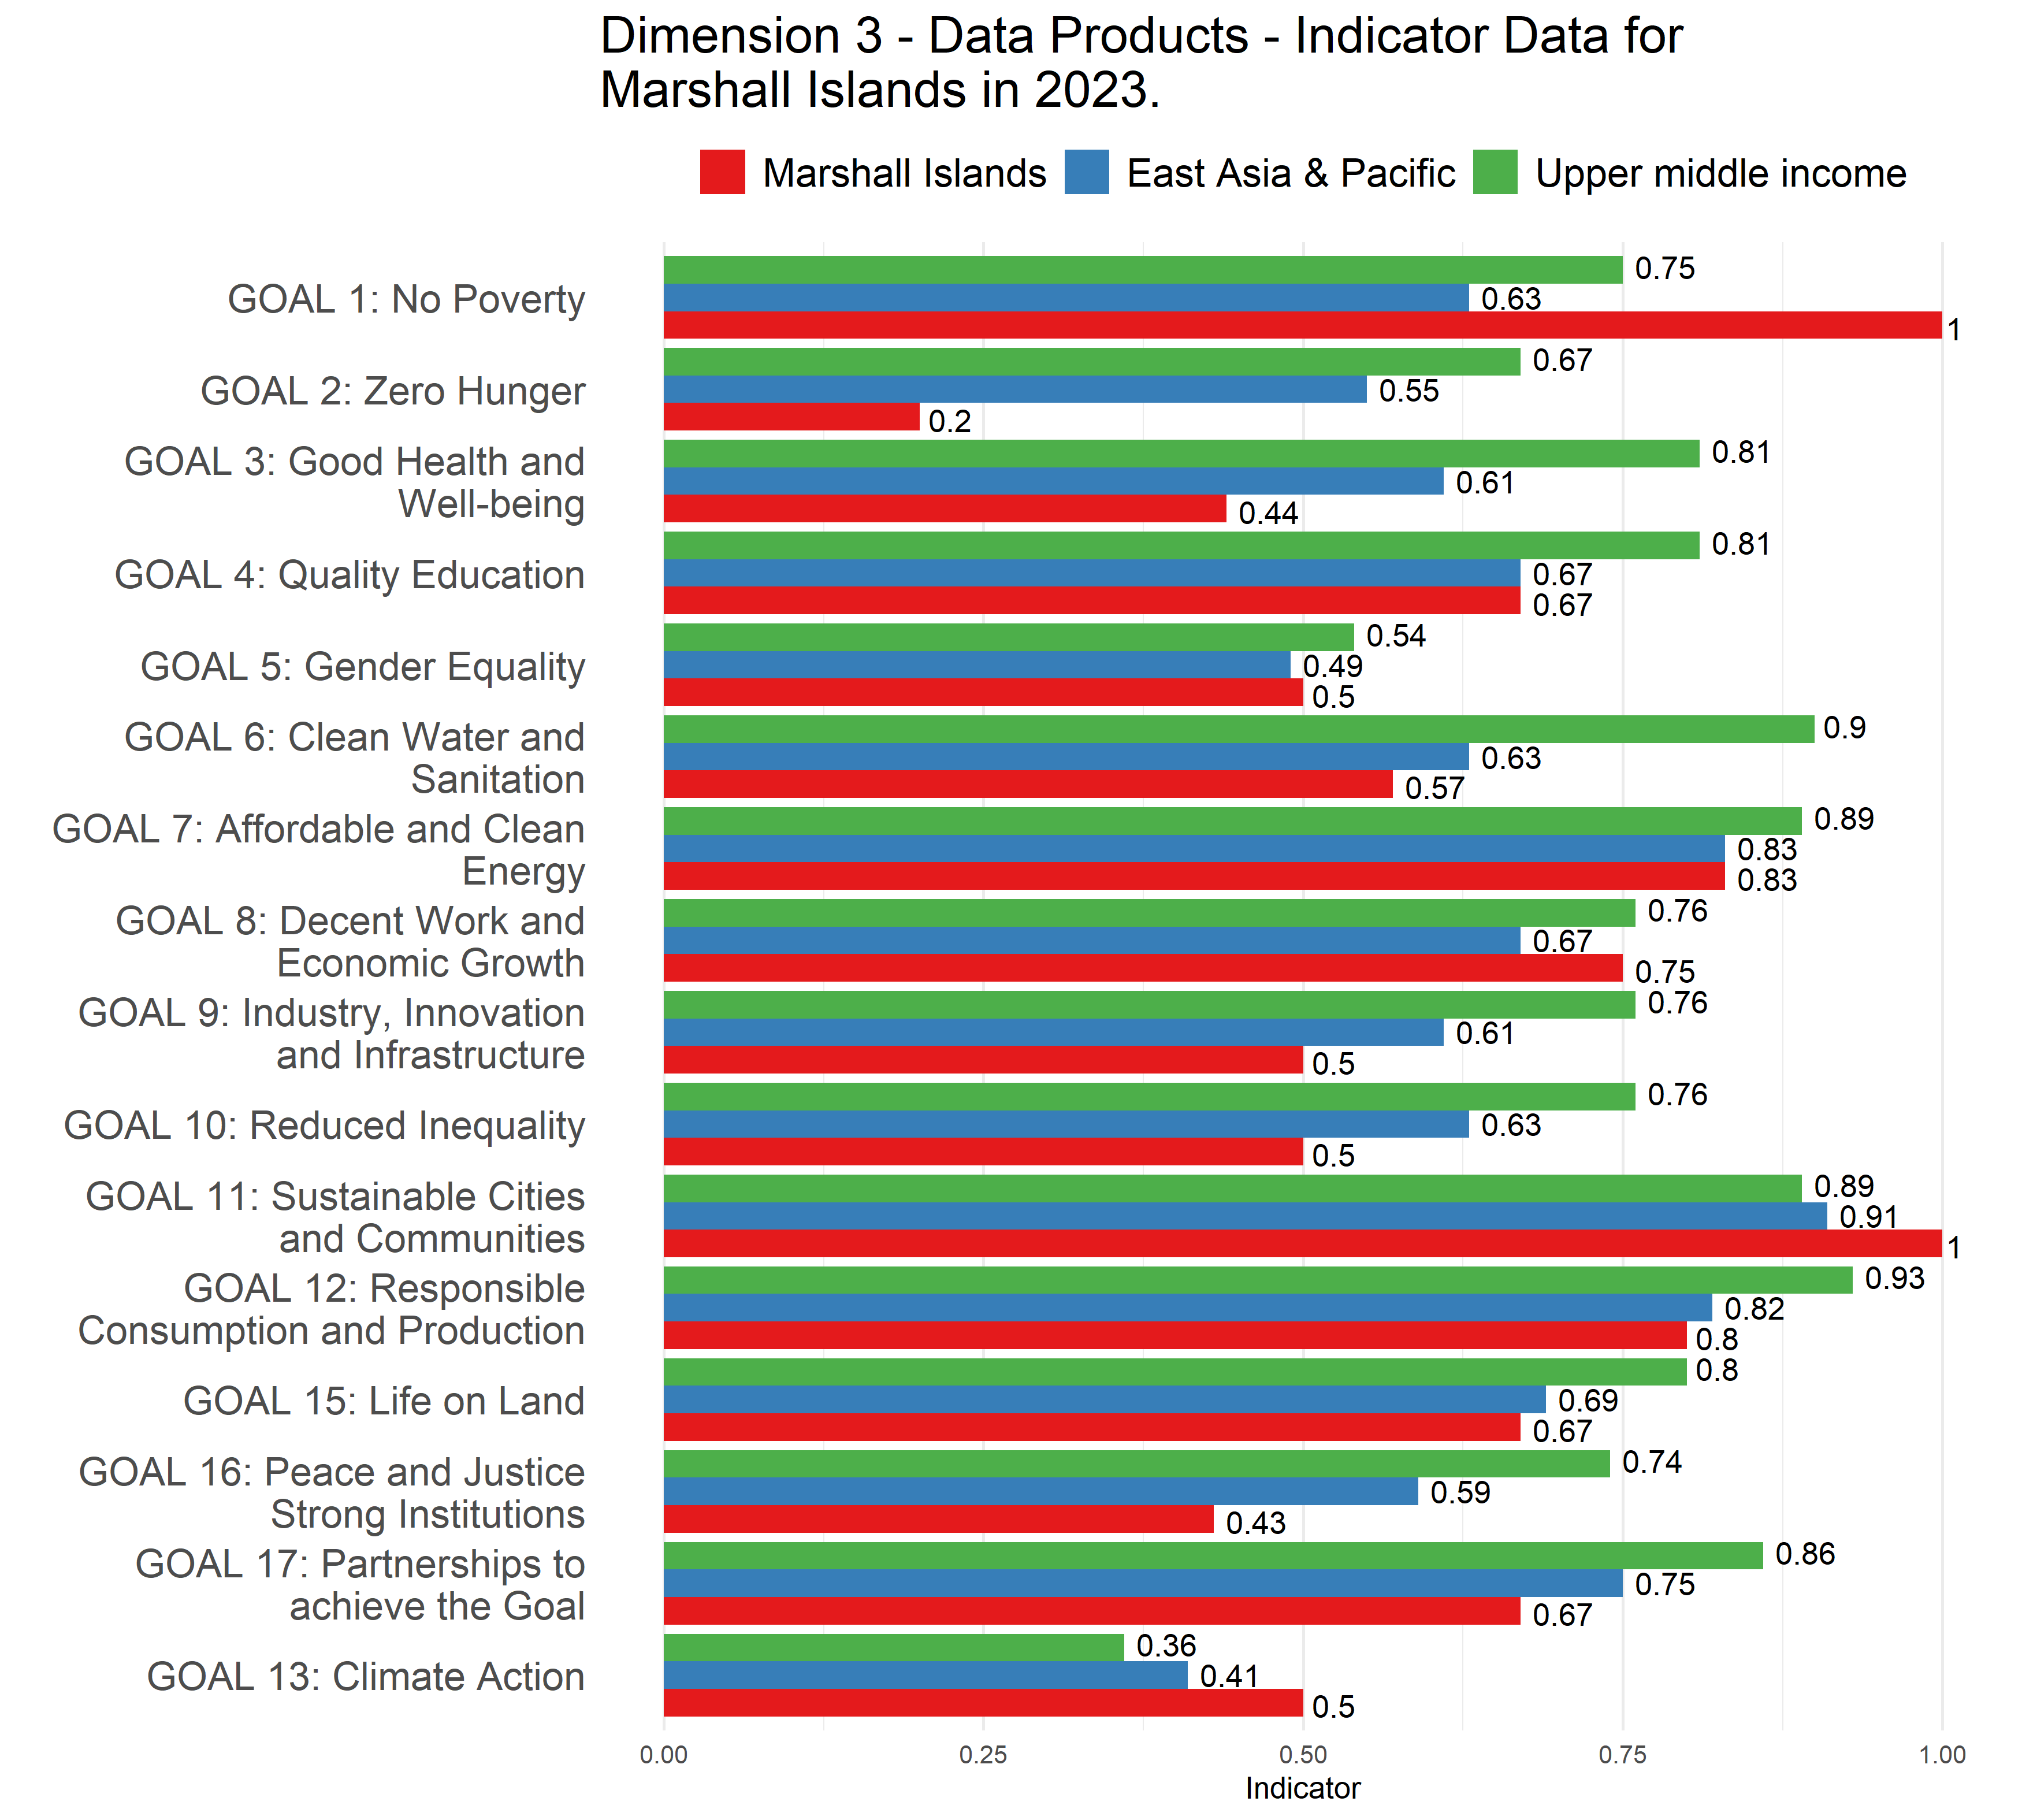 Dimension 3 - Data Products - Indicator Data for
Marshall Islands in 2023.
Marshall Islands East Asia & Pacific Upper middle income
GOAL 1: No Poverty
0.75
0.63
1
GOAL 2: Zero Hunger
0.67
0.55
0.2
GOAL 3: Good Health and
Well-being
0.81
0.61
0.44
GOAL 4: Quality Education
0.81
0.67
0.67
GOAL 5: Gender Equality
0.54
0.49
0.5
GOAL 6: Clean Water and
Sanitation
0.9
0.63
0.57
GOAL 7: Affordable and Clean
Energy
0.89
0.83
0.83
GOAL 8: Decent Work and
Economic Growth
0.76
0.67
0.75
GOAL 9: Industry, Innovation
and Infrastructure
0.76
0.61
0.5
GOAL 10: Reduced Inequality
0.76
0.63
0.5
GOAL 11: Sustainable Cities
and Communities
0.89
0.91
1
GOAL 12: Responsible
Consumption and Production
0.93
0.82
0.8
GOAL 15: Life on Land
0.8
0.69
0.67
GOAL 16: Peace and Justice
Strong Institutions
0.74
0.59
0.43
GOAL 17: Partnerships to
achieve the Goal
0.86
0.75
0.67
GOAL 13: Climate Action
0.36
0.41
0.5
0.00 0.25 0.50 0.75 1.00
Indicator